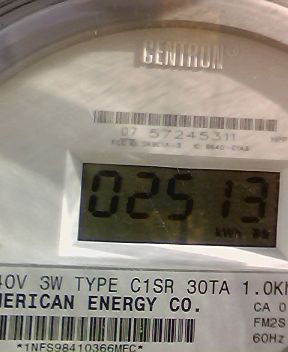 CENTRON®
07 57245311
02513
kWh
40V 3W TYPE C1SR 30TA 1.0K
MERICAN ENERGY CO.
CA 0
FM2S
60Hz
*1NFS98410366MFC*